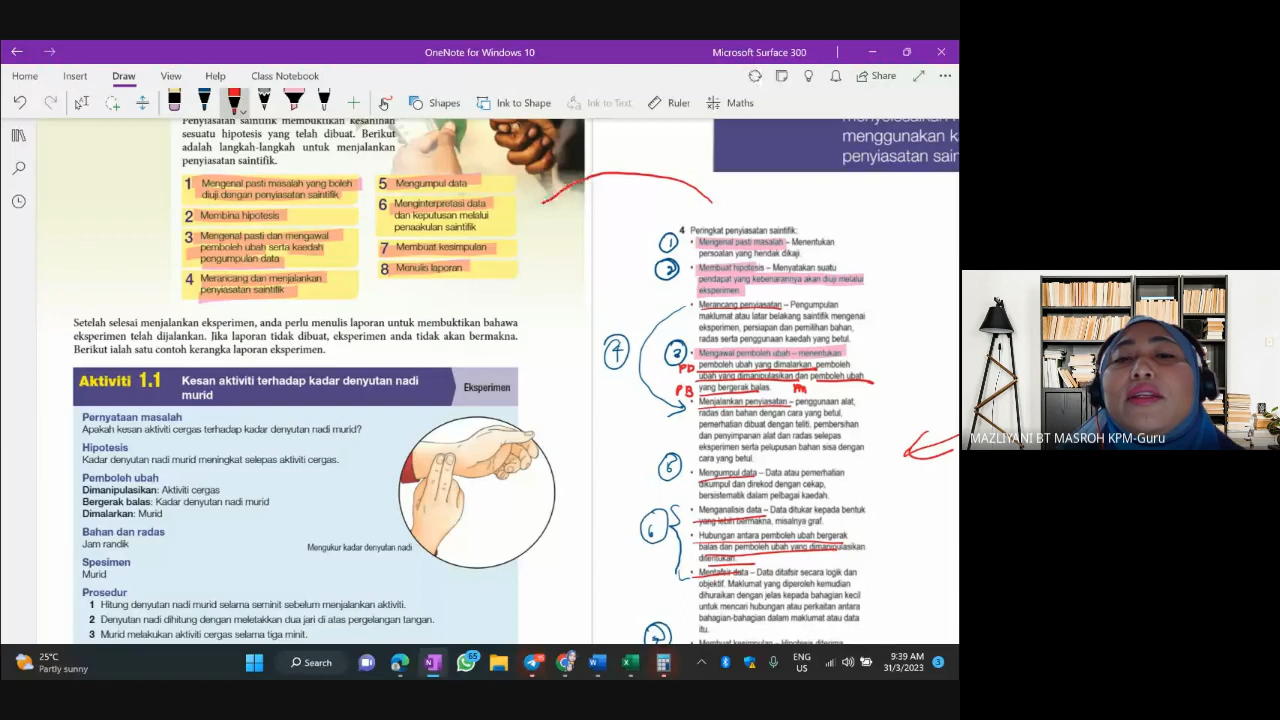 OneNote for Windows 10
Microsoft Surface 300
Home Insert Draw View Help Class Notebook
Share
Shapes Ink to Shape Ink to Text Ruler Maths
Penyiasatan saintifik membuktikan kesahihan
sesuatu hipotesis yang telah dibuat. Berikut
adalah langkah-langkah untuk menjalankan
penyiasatan saintifik.
1 Mengenal pasti masalah yang boleh
diuji dengan penyiasatan saintifik
2 Membina hipotesis
3 Mengenal pasti dan mengawal
pemboleh ubah serta kaedah
pengumpulan data
4 Merancang dan menjalankan
penyiasatan saintifik
5 Mengumpul data
6 Menginterpretasi data
dan keputusan melalui
penaakulan saintifik
7 Membuat kesimpulan
8 Menulis laporan
Setelah selesai menjalankan eksperimen, anda perlu menulis laporan untuk membuktikan bahawa
eksperimen telah dijalankan. Jika laporan tidak dibuat, eksperimen anda tidak akan bermakna.
Berikut ialah satu contoh kerangka laporan eksperimen.
Aktiviti 1.1
Kesan aktiviti terhadap kadar denyutan nadi
murid
Eksperimen
Pernyataan masalah
Apakah kesan aktiviti cergas terhadap kadar denyutan nadi murid?
Hipotesis
Kadar denyutan nadi murid meningkat selepas aktiviti cergas.
Pemboleh ubah
Dimanipulasikan: Aktiviti cergas
Bergerak balas: Kadar denyutan nadi murid
Dimalarkan: Murid
Bahan dan radas
Jam randik
Mengukur kadar denyutan nadi
Spesimen
Murid
Prosedur
1 Hitung denyutan nadi murid selama seminit sebelum menjalankan aktiviti.
2 Denyutan nadi dihitung dengan meletakkan dua jari di atas pergelangan tangan.
3 Murid melakukan aktiviti cergas selama tiga minit.
menggunakan
penyiasatan
4 Peringkat penyiasatan saintifik:
1
• Mengenal pasti masalah – Menentukan
persoalan yang hendak dikaji.
2
• Membuat hipotesis – Menyatakan suatu
pendapat yang kebenarannya akan diuji melalui
eksperimen.
• Merancang penyiasatan – Pengumpulan
maklumat atau latar belakang saintifik mengenai
eksperimen, persiapan dan pemilihan bahan,
radas serta penggunaan kaedah yang betul.
4
3
• Mengawal pemboleh ubah – menentukan
PD pemboleh ubah yang dimalarkan, pemboleh
ubah yang dimanipulasikan dan pemboleh ubah
PB yang bergerak balas. PM
• Menjalankan penyiasatan – penggunaan alat,
radas dan bahan dengan cara yang betul,
pemerhatian dibuat dengan teliti, pembersihan
dan penyimpanan alat dan radas selepas
eksperimen serta pelupusan bahan sisa dengan
cara yang betul.
5
• Mengumpul data – Data atau pemerhatian
dikumpul dan direkod dengan cekap,
bersistematik dalam pelbagai kaedah.
6
• Menganalisis data – Data ditukar kepada bentuk
yang lebih bermakna, misalnya graf.
• Hubungan antara pemboleh ubah bergerak
balas dan pemboleh ubah yang dimanipulasikan
ditentukan.
• Mentafsir data – Data ditafsir secara logik dan
objektif. Maklumat yang diperoleh kemudian
dihuraikan dengan jelas kepada bahagian kecil
untuk mencari hubungan atau perkaitan antara
bahagian-bahagian dalam maklumat atau data
itu.
7
• Membuat kesimpulan – Hipotesis diterima
MAZLIYANI BT MASROH KPM-Guru
25°C
Partly sunny
Search
65
15
ENG
US
9:39 AM
31/3/2023
3